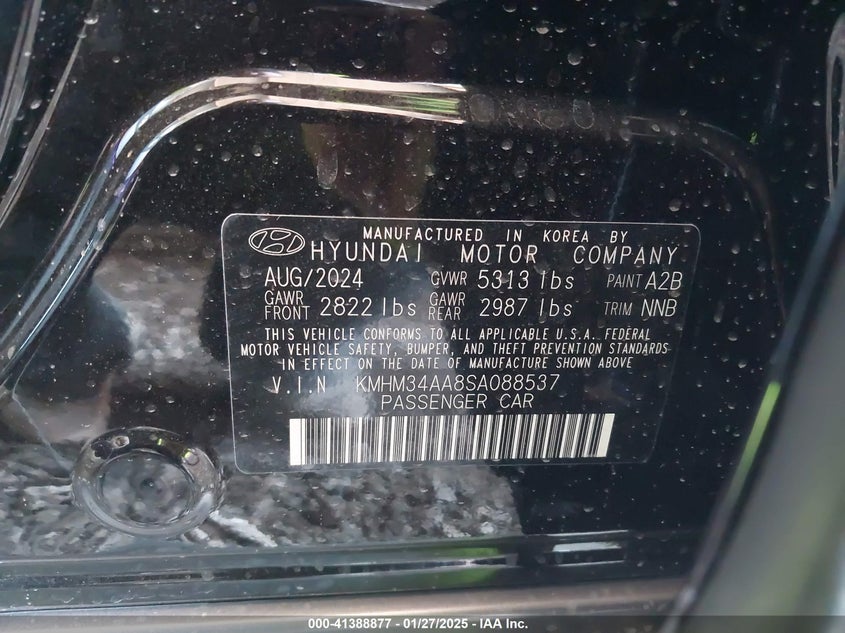 MANUFACTURED IN KOREA BY
HYUNDAI MOTOR COMPANY
AUG/2024 GVWR 5313 lbs PAINT A2B
GAWR FRONT 2822 lbs GAWR REAR 2987 lbs TRIM NNB
THIS VEHICLE CONFORMS TO ALL APPLICABLE U.S.A. FEDERAL
MOTOR VEHICLE SAFETY, BUMPER, AND THEFT PREVENTION STANDARDS
IN EFFECT ON THE DATE OF MANUFACTURE SHOWN ABOVE
V.I.N KMHM34AA8SA088537
PASSENGER CAR
000-41388877 - 01/27/2025 - © IAA Inc.